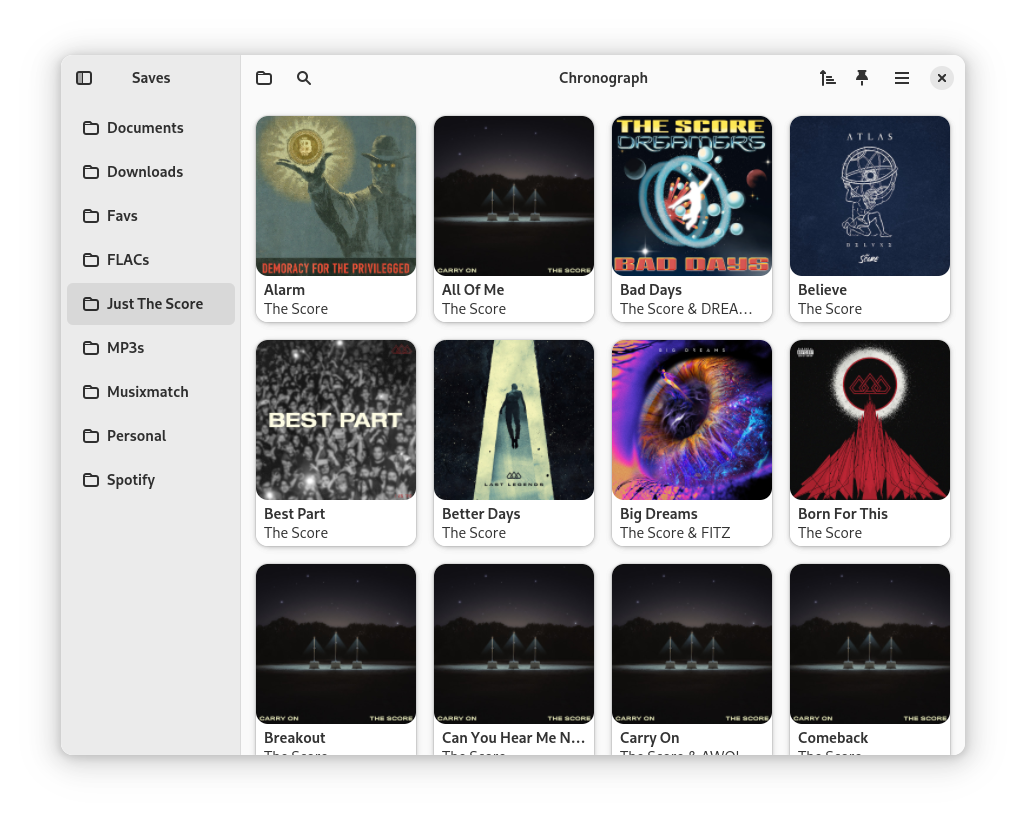 Saves
Chronograph
Documents
Downloads
Favs
FLACs
Just The Score
MP3s
Musixmatch
Personal
Spotify
DEMOCRACY FOR THE PRIVILEGED
Alarm
The Score
CARRY ON THE SCORE
All Of Me
The Score
THE SCORE
DREAMERS
BAD DAYS
Bad Days
The Score & DREA…
ATLAS
DELUXE
The Score
Believe
The Score
BEST PART
Best Part
The Score
LAST LEGENDS
Better Days
The Score
BIG DREAMS
Big Dreams
The Score & FITZ
Born For This
The Score
CARRY ON THE SCORE
Breakout
The Score
CARRY ON THE SCORE
Can You Hear Me N…
The Score
CARRY ON THE SCORE
Carry On
The Score & AWOL
CARRY ON THE SCORE
Comeback
The Score